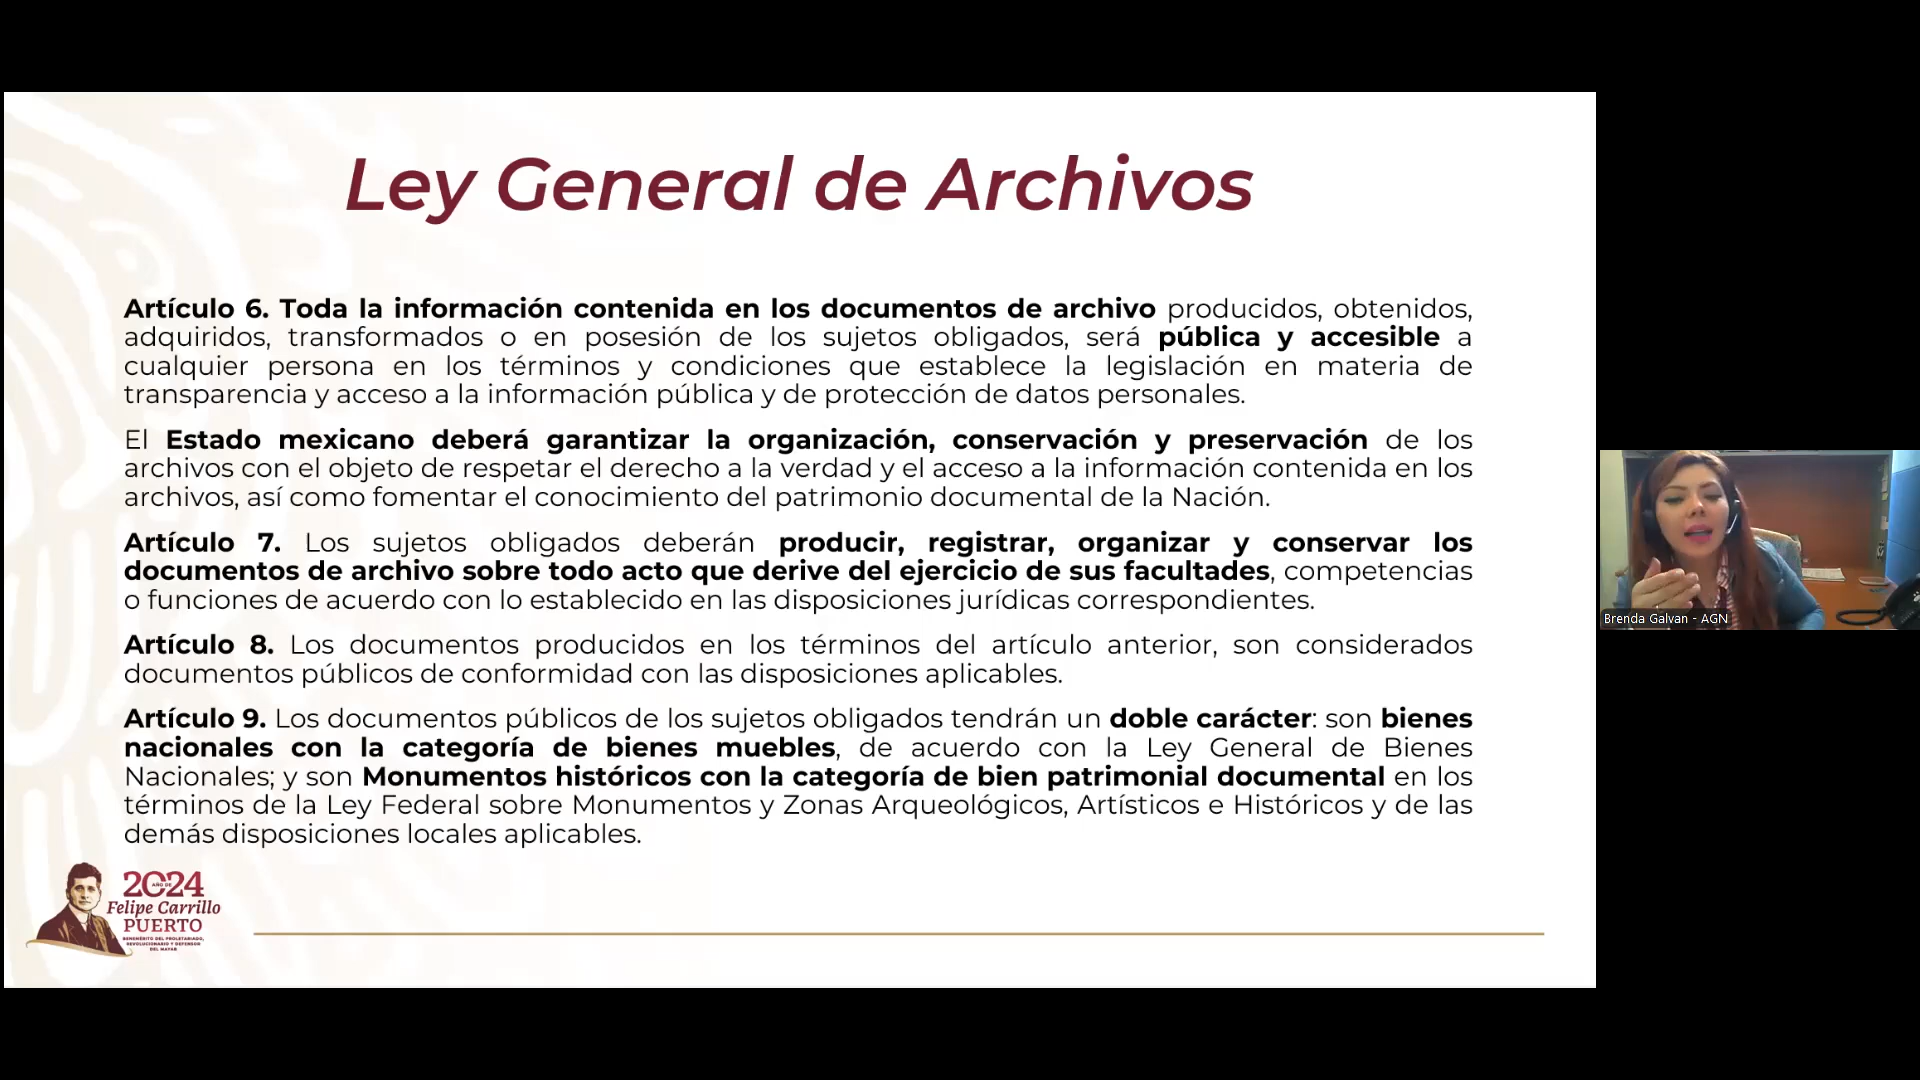 Ley General de Archivos
Artículo 6. Toda la información contenida en los documentos de archivo producidos, obtenidos,
adquiridos, transformados o en posesión de los sujetos obligados, será pública y accesible a
cualquier persona en los términos y condiciones que establece la legislación en materia de
transparencia y acceso a la información pública y de protección de datos personales.
El Estado mexicano deberá garantizar la organización, conservación y preservación de los
archivos con el objeto de respetar el derecho a la verdad y el acceso a la información contenida en los
archivos, así como fomentar el conocimiento del patrimonio documental de la Nación.
Artículo 7. Los sujetos obligados deberán producir, registrar, organizar y conservar los
documentos de archivo sobre todo acto que derive del ejercicio de sus facultades, competencias
o funciones de acuerdo con lo establecido en las disposiciones jurídicas correspondientes.
Artículo 8. Los documentos producidos en los términos del artículo anterior, son considerados
documentos públicos de conformidad con las disposiciones aplicables.
Artículo 9. Los documentos públicos de los sujetos obligados tendrán un doble carácter: son bienes
nacionales con la categoría de bienes muebles, de acuerdo con la Ley General de Bienes
Nacionales; y son Monumentos históricos con la categoría de bien patrimonial documental en los
términos de la Ley Federal sobre Monumentos y Zonas Arqueológicos, Artísticos e Históricos y de las
demás disposiciones locales aplicables.
2024
AÑO DE
Felipe Carrillo
PUERTO
BENEMÉRITO DEL PROLETARIADO,
REVOLUCIONARIO Y DEFENSOR
DEL MAYAB
Brenda Galvan - AGN